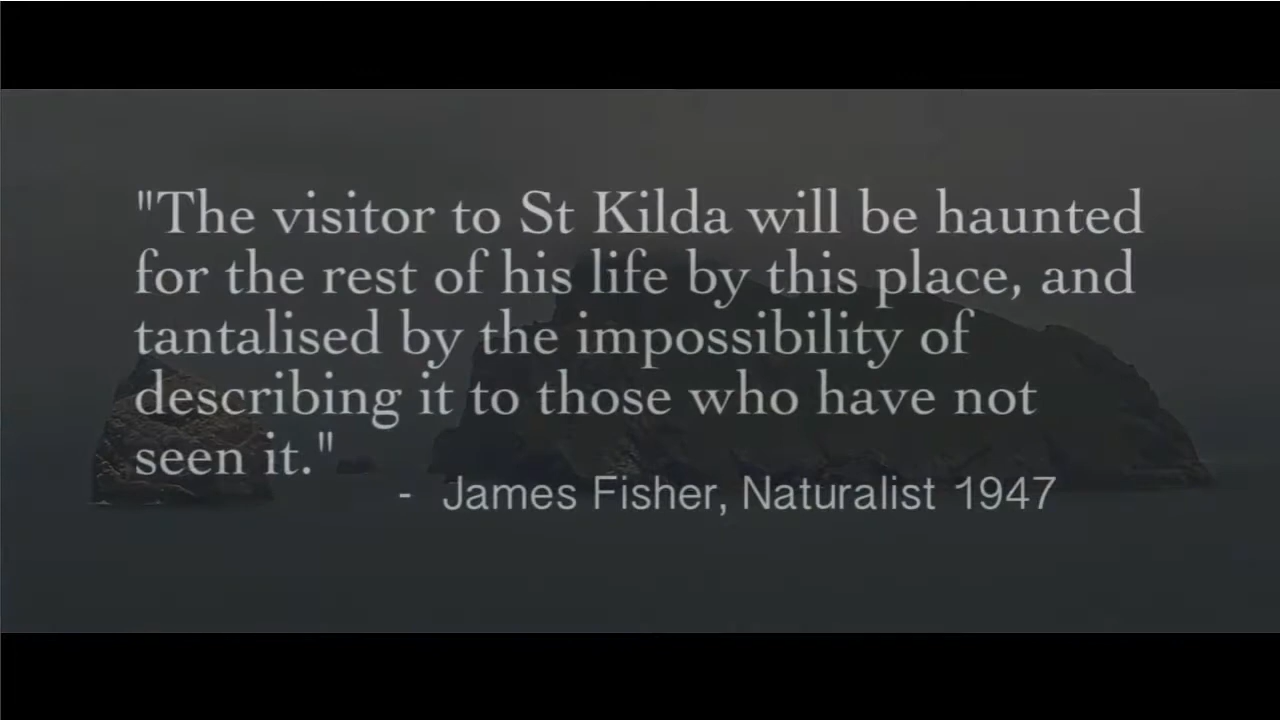 "The visitor to St Kilda will be haunted
for the rest of his life by this place, and
tantalised by the impossibility of
describing it to those who have not
seen it."
- James Fisher, Naturalist 1947